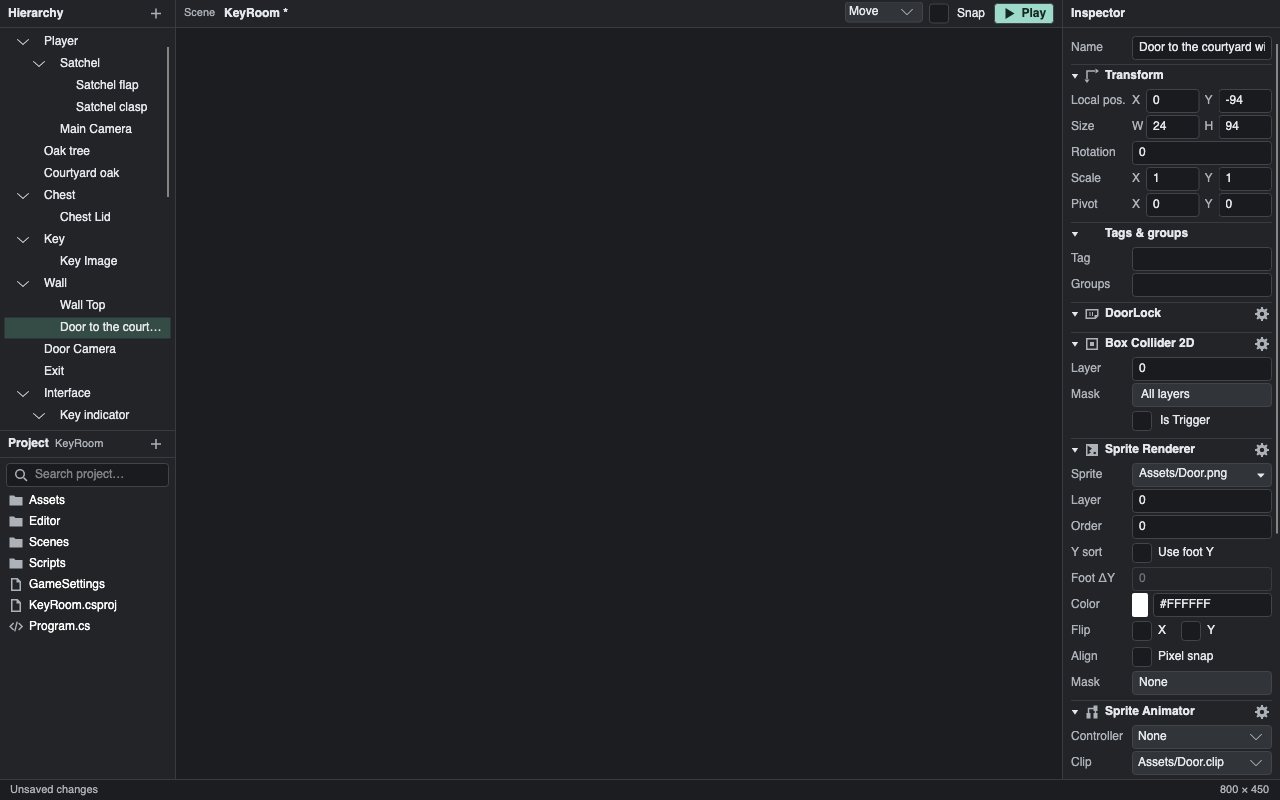 Hierarchy
Scene KeyRoom *
Move
Snap
Play
Inspector
Player
Satchel
Satchel flap
Satchel clasp
Main Camera
Oak tree
Courtyard oak
Chest
Chest Lid
Key
Key Image
Wall
Wall Top
Door to the court…
Door Camera
Exit
Interface
Key indicator
Project KeyRoom
Search project…
Assets
Editor
Scenes
Scripts
GameSettings
KeyRoom.csproj
Program.cs
Name Door to the courtyard wi
Transform
Local pos. X 0 Y -94
Size W 24 H 94
Rotation 0
Scale X 1 Y 1
Pivot X 0 Y 0
Tags & groups
Tag
Groups
DoorLock
Box Collider 2D
Layer 0
Mask All layers
Is Trigger
Sprite Renderer
Sprite Assets/Door.png
Layer 0
Order 0
Y sort Use foot Y
Foot ΔY 0
Color #FFFFFF
Flip X Y
Align Pixel snap
Mask None
Sprite Animator
Controller None
Clip Assets/Door.clip
Unsaved changes
800 × 450